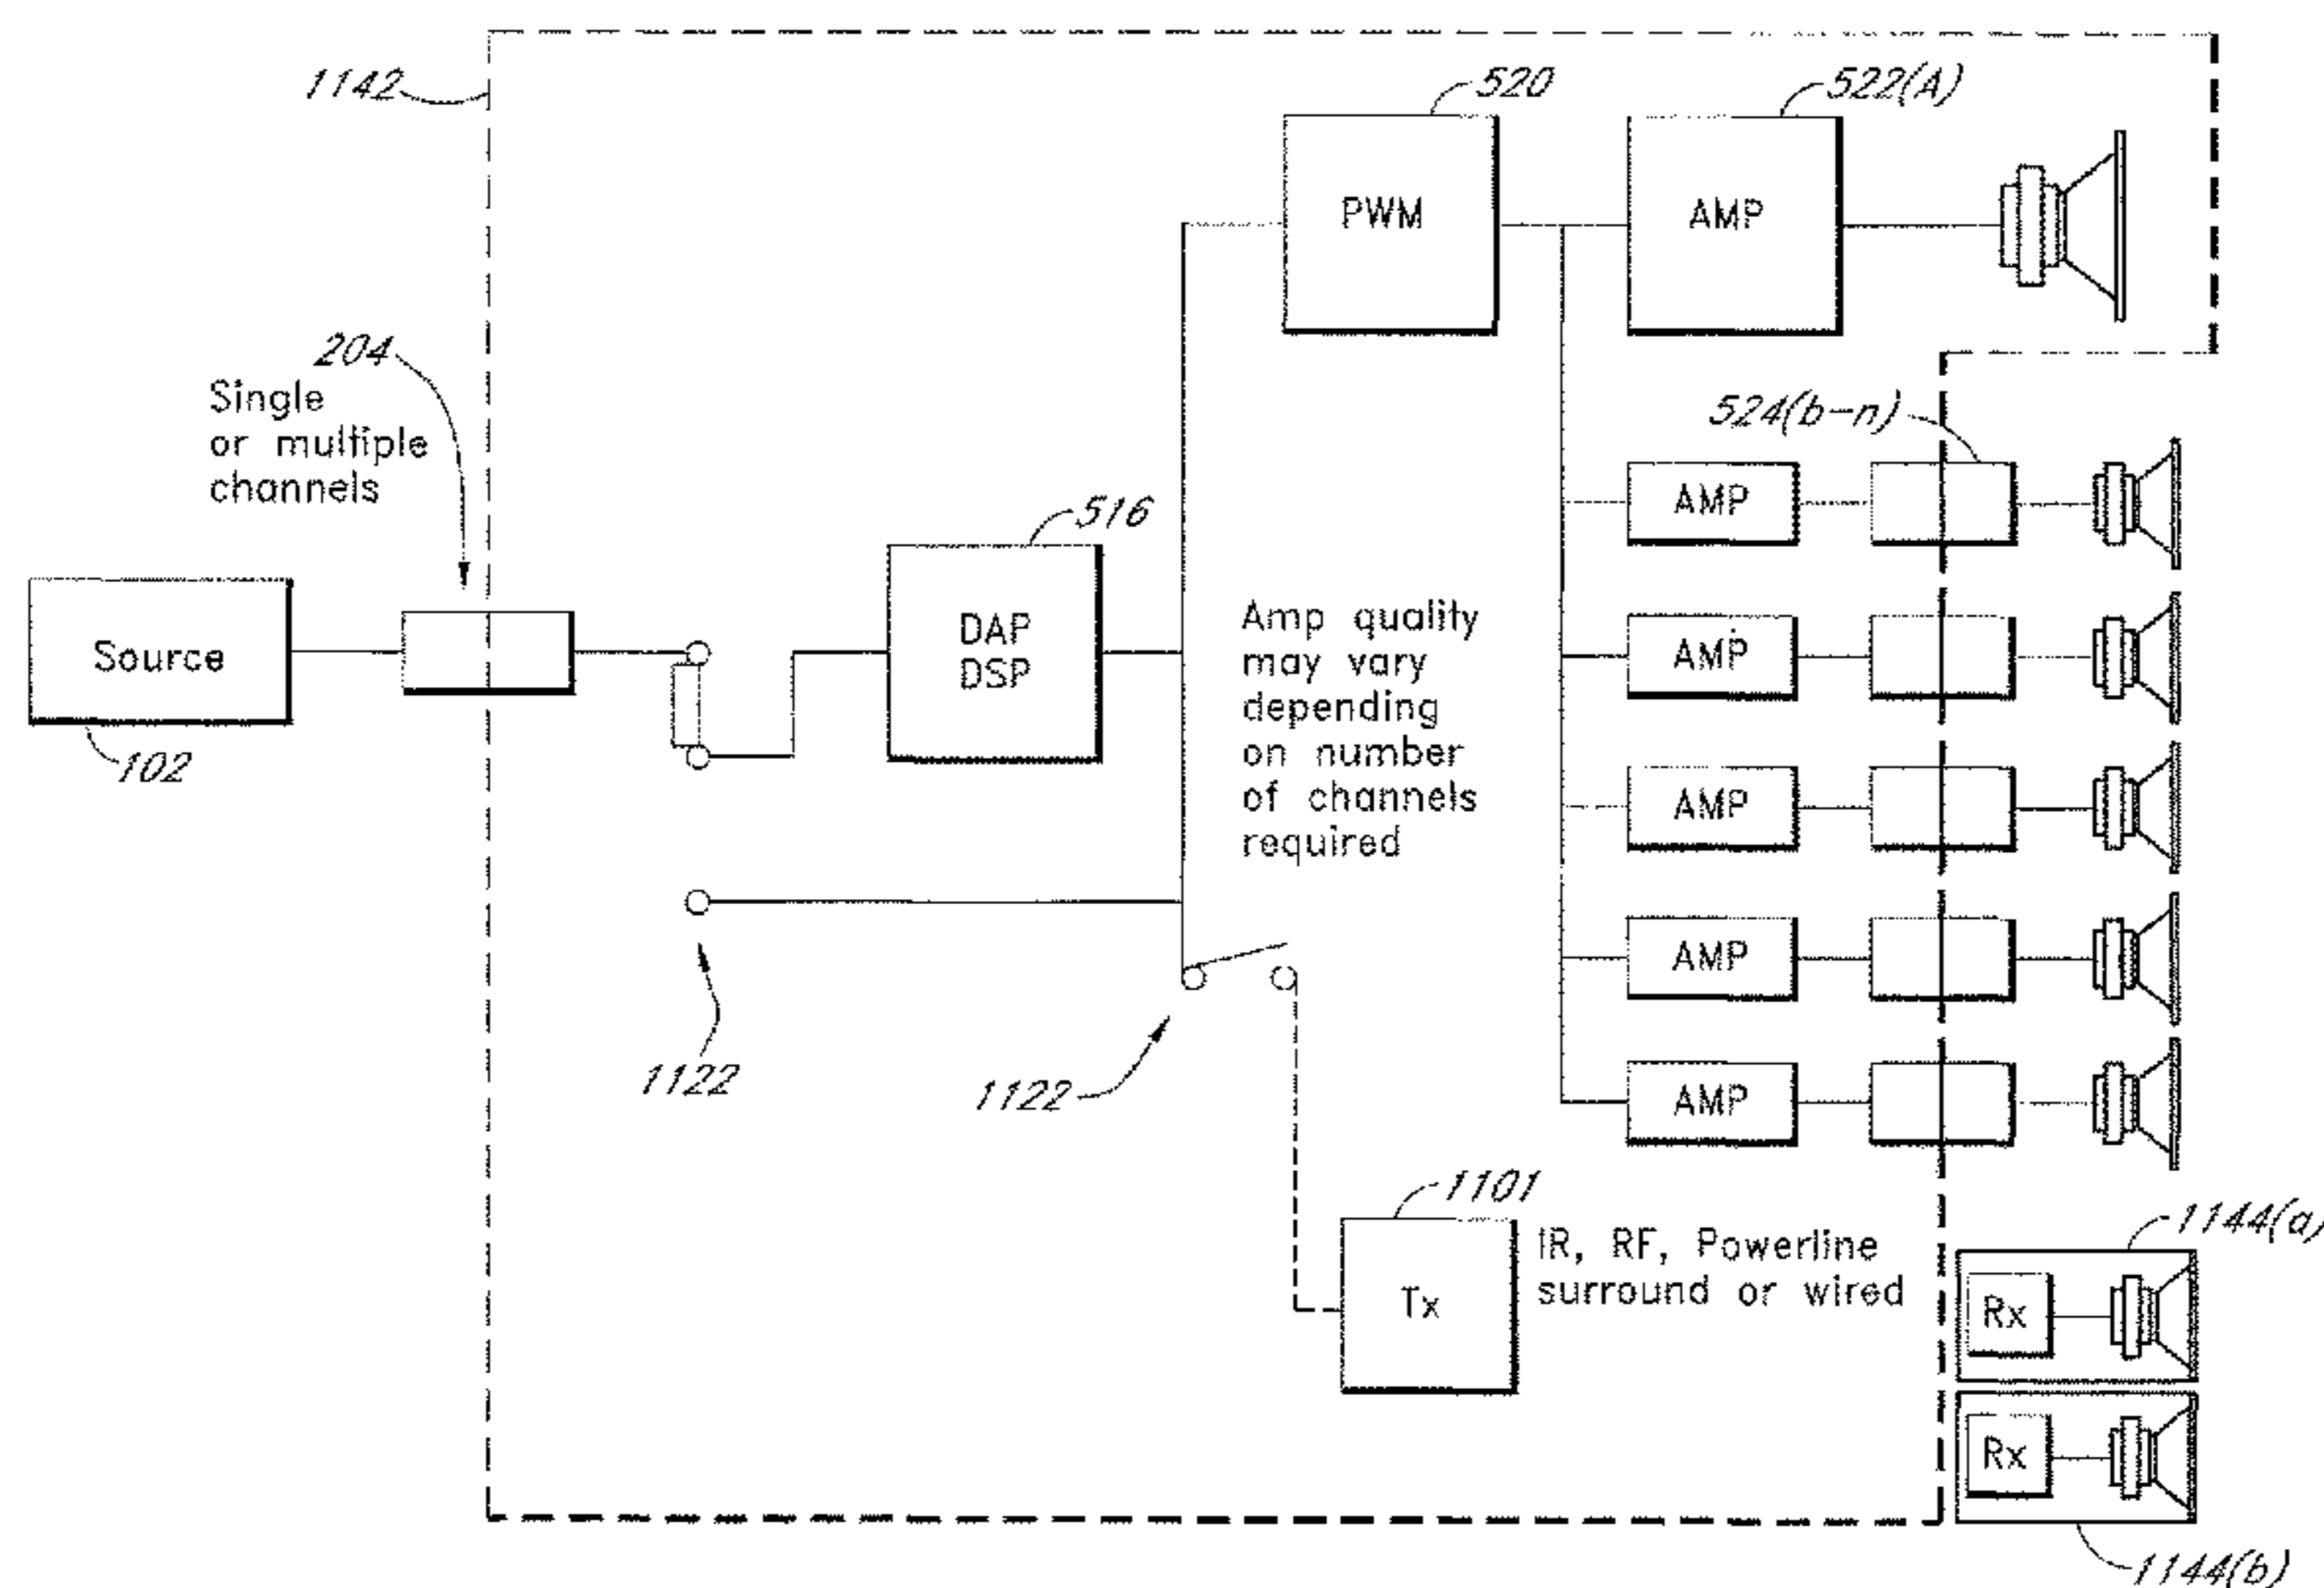 1142
520
522(A)
PWM
AMP
204
Single
or multiple
channels
524(b-n)
AMP
516
Source
DAP
DSP
102
Amp quality
may vary
depending
on number
of channels
required
AMP
AMP
AMP
AMP
1122
1122
1101
Tx
IR, RF, Powerline
surround or wired
1144(a)
Rx
Rx
1144(b)